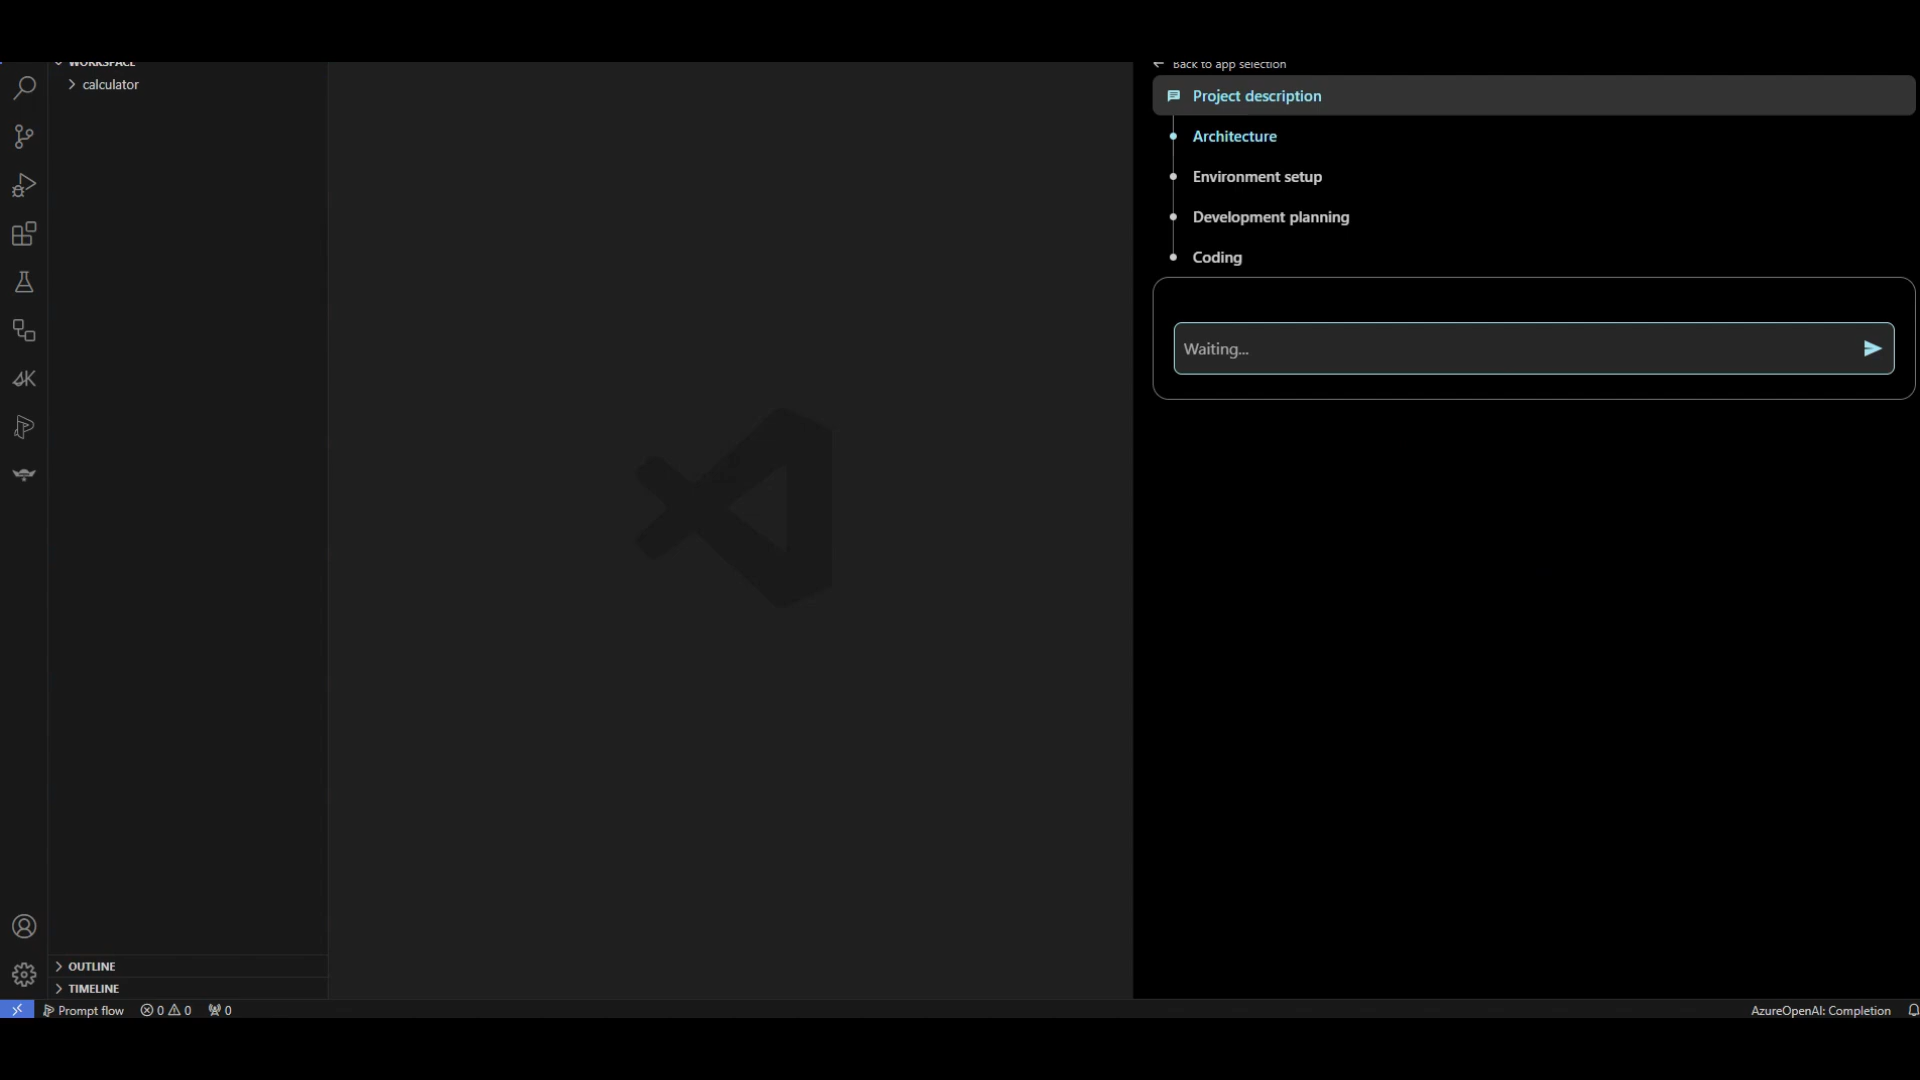 WORKSPACE
calculator
OUTLINE
TIMELINE
Back to app selection
Project description
Architecture
Environment setup
Development planning
Coding
Waiting...
Prompt flow
0
0
0
AzureOpenAI: Completion